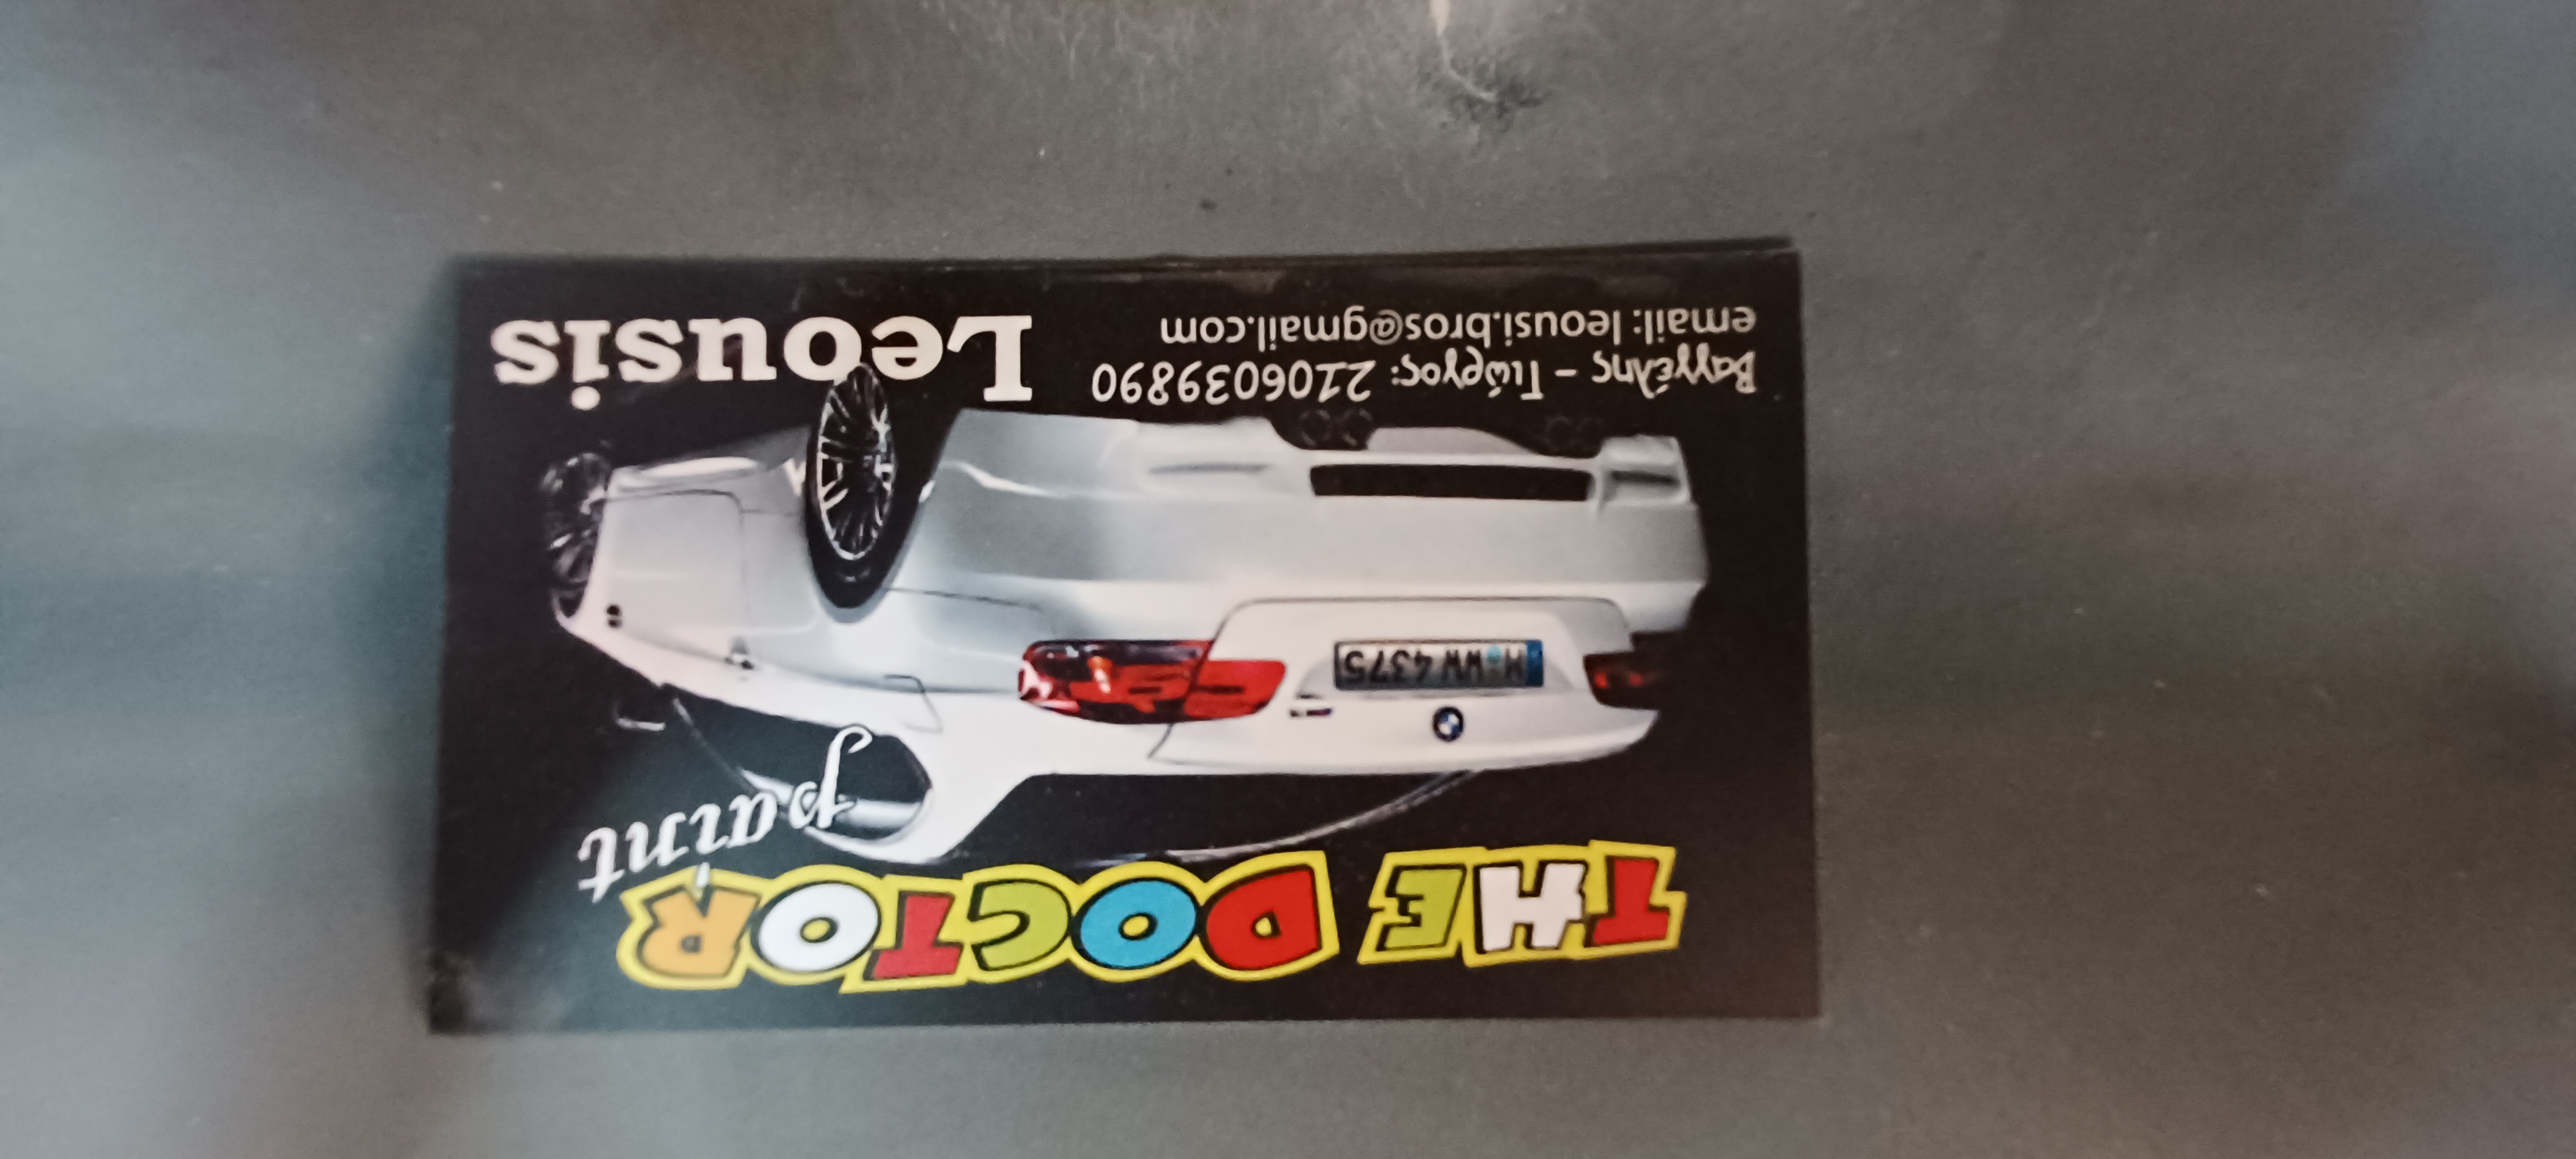 THE DOCTOR
paint
M WW 4375
Βαγγέλης - Γιώργος: 2106039890
email: leousi.bros@gmail.com
Leousis